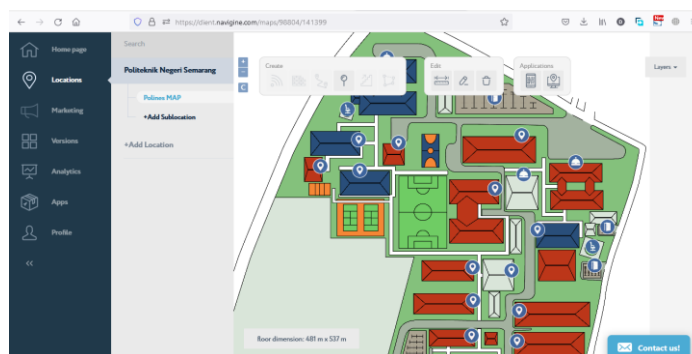 https://client.navigine.com/maps/98804/141399
Home page
Locations
Marketing
Versions
Analytics
Apps
Profile
<<
Search
Politeknik Negeri Semarang
Polines MAP
+Add Sublocation
+Add Location
+
−
C
Create
Edit
Applications
Layers
floor dimension: 481 m x 537 m
Contact us!